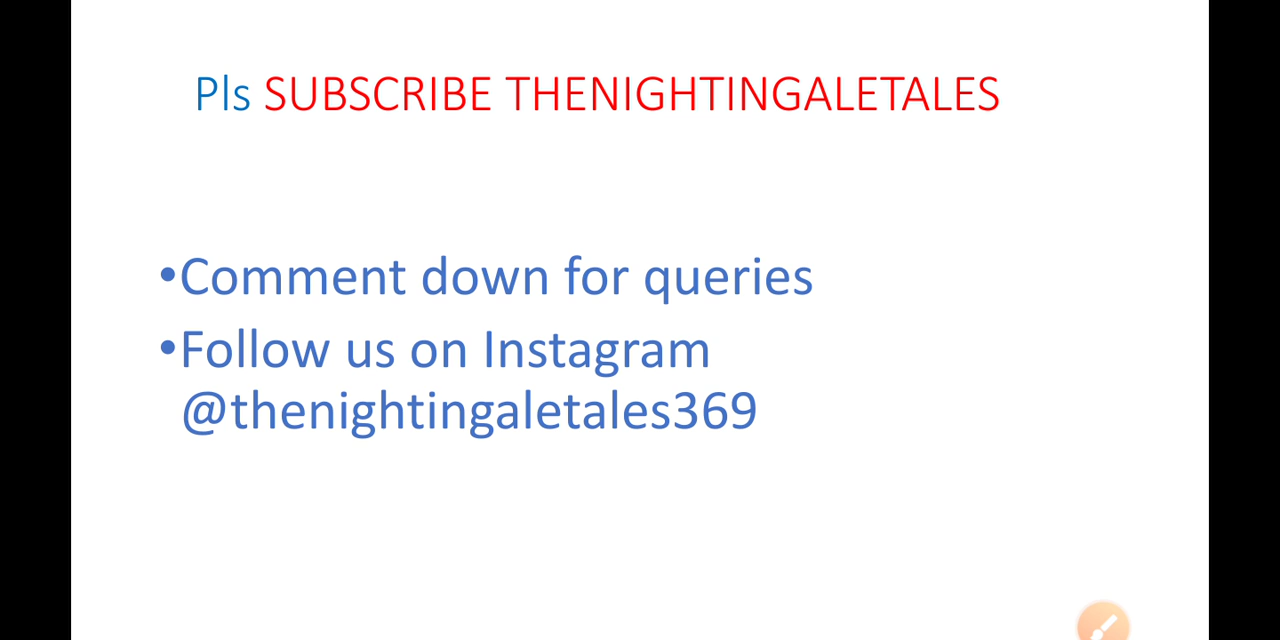 Pls SUBSCRIBE THENIGHTINGALETALES
•Comment down for queries
•Follow us on Instagram
@thenightingaletales369